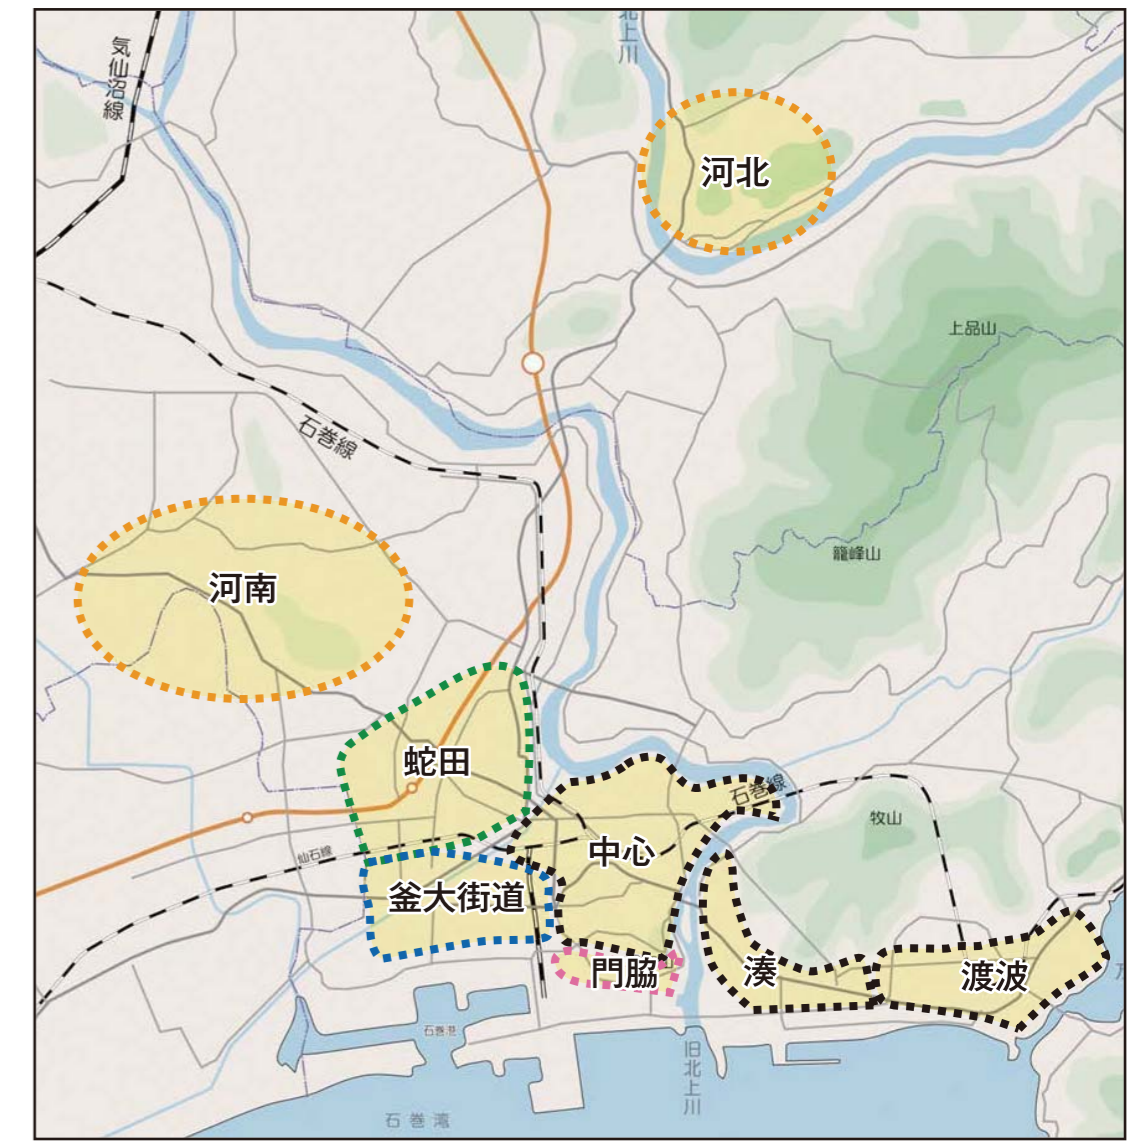 北上川
気仙沼線
河北
上品山
石巻線
籠峰山
河南
蛇田
石巻線
牧山
中心
仙石線
釜大街道
門脇
湊
渡波
石巻港
旧北上川
石巻湾